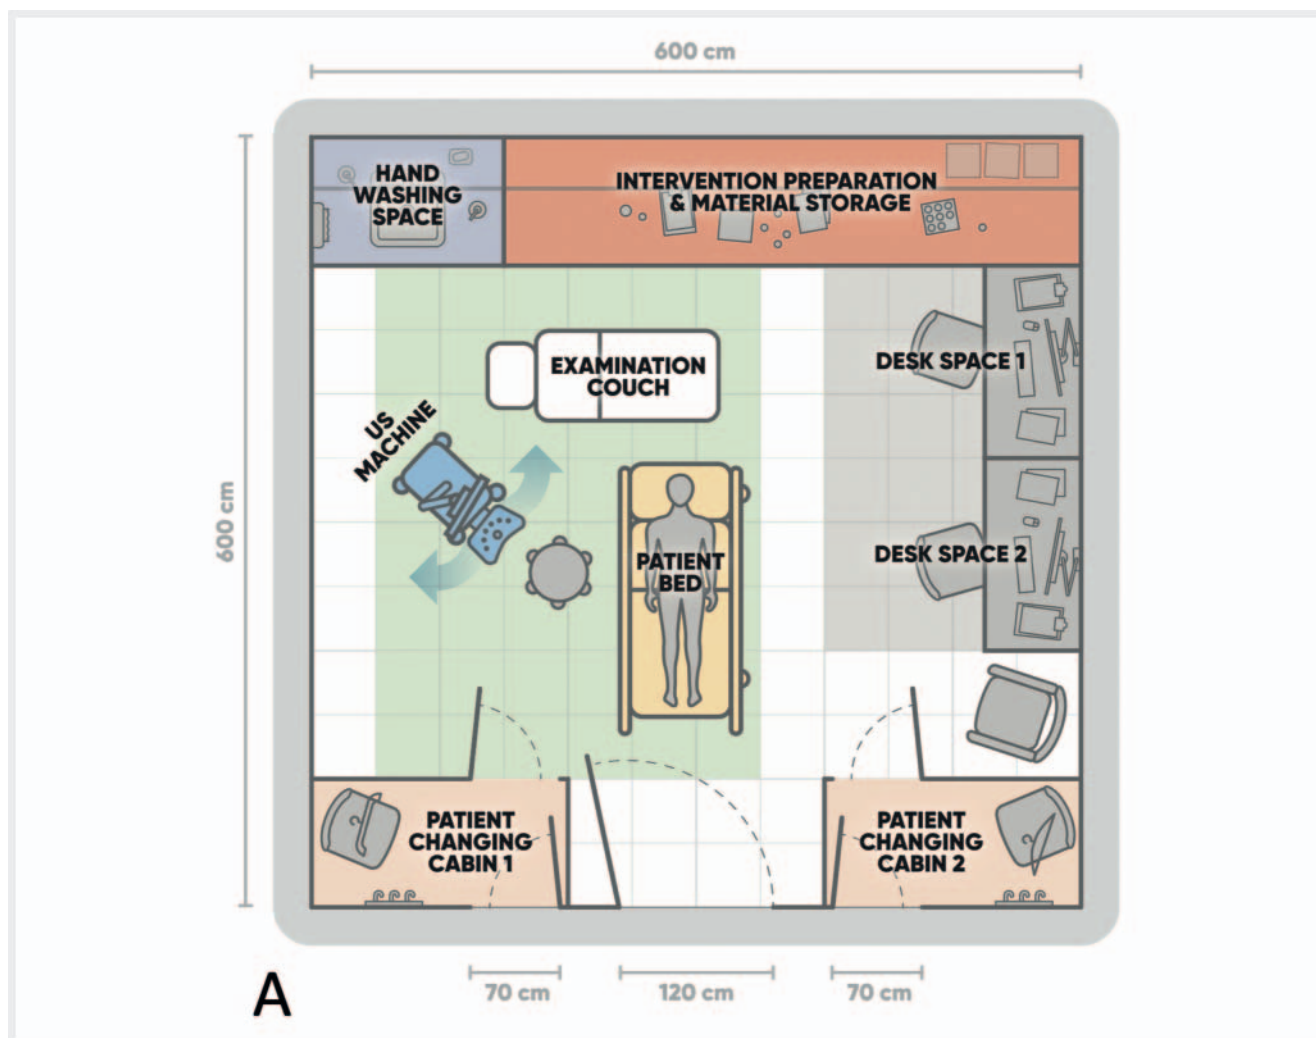 600 cm
HAND
WASHING
SPACE
INTERVENTION PREPARATION
& MATERIAL STORAGE
600 cm
EXAMINATION
COUCH
DESK SPACE 1
US
MACHINE
PATIENT
BED
DESK SPACE 2
PATIENT
CHANGING
CABIN 1
PATIENT
CHANGING
CABIN 2
A
70 cm
120 cm
70 cm